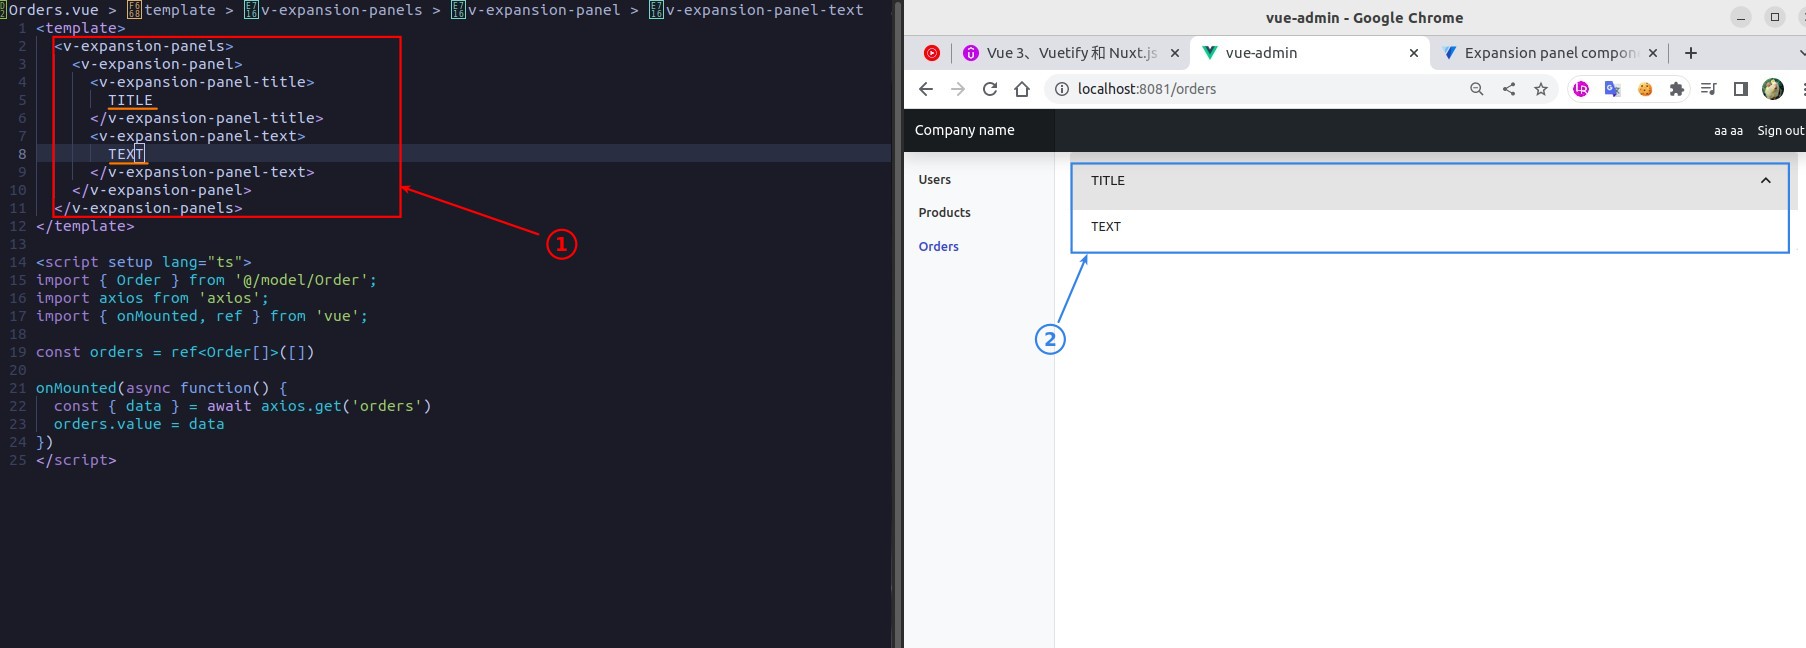 Orders.vue > template > v-expansion-panels > v-expansion-panel > v-expansion-panel-text
1 <template>
2 <v-expansion-panels>
3 <v-expansion-panel>
4 <v-expansion-panel-title>
5 TITLE
6 </v-expansion-panel-title>
7 <v-expansion-panel-text>
8 TEXT
9 </v-expansion-panel-text>
10 </v-expansion-panel>
11 </v-expansion-panels>
12 </template>
13
14 <script setup lang="ts">
15 import { Order } from '@/model/Order';
16 import axios from 'axios';
17 import { onMounted, ref } from 'vue';
18
19 const orders = ref<Order[]>([])
20
21 onMounted(async function() {
22 const { data } = await axios.get('orders')
23 orders.value = data
24 })
25 </script>
1
vue-admin - Google Chrome
Vue 3、Vuetify 和 Nuxt.js
vue-admin
Expansion panel compon
localhost:8081/orders
Company name
aa aa
Sign out
Users
Products
Orders
TITLE
TEXT
2